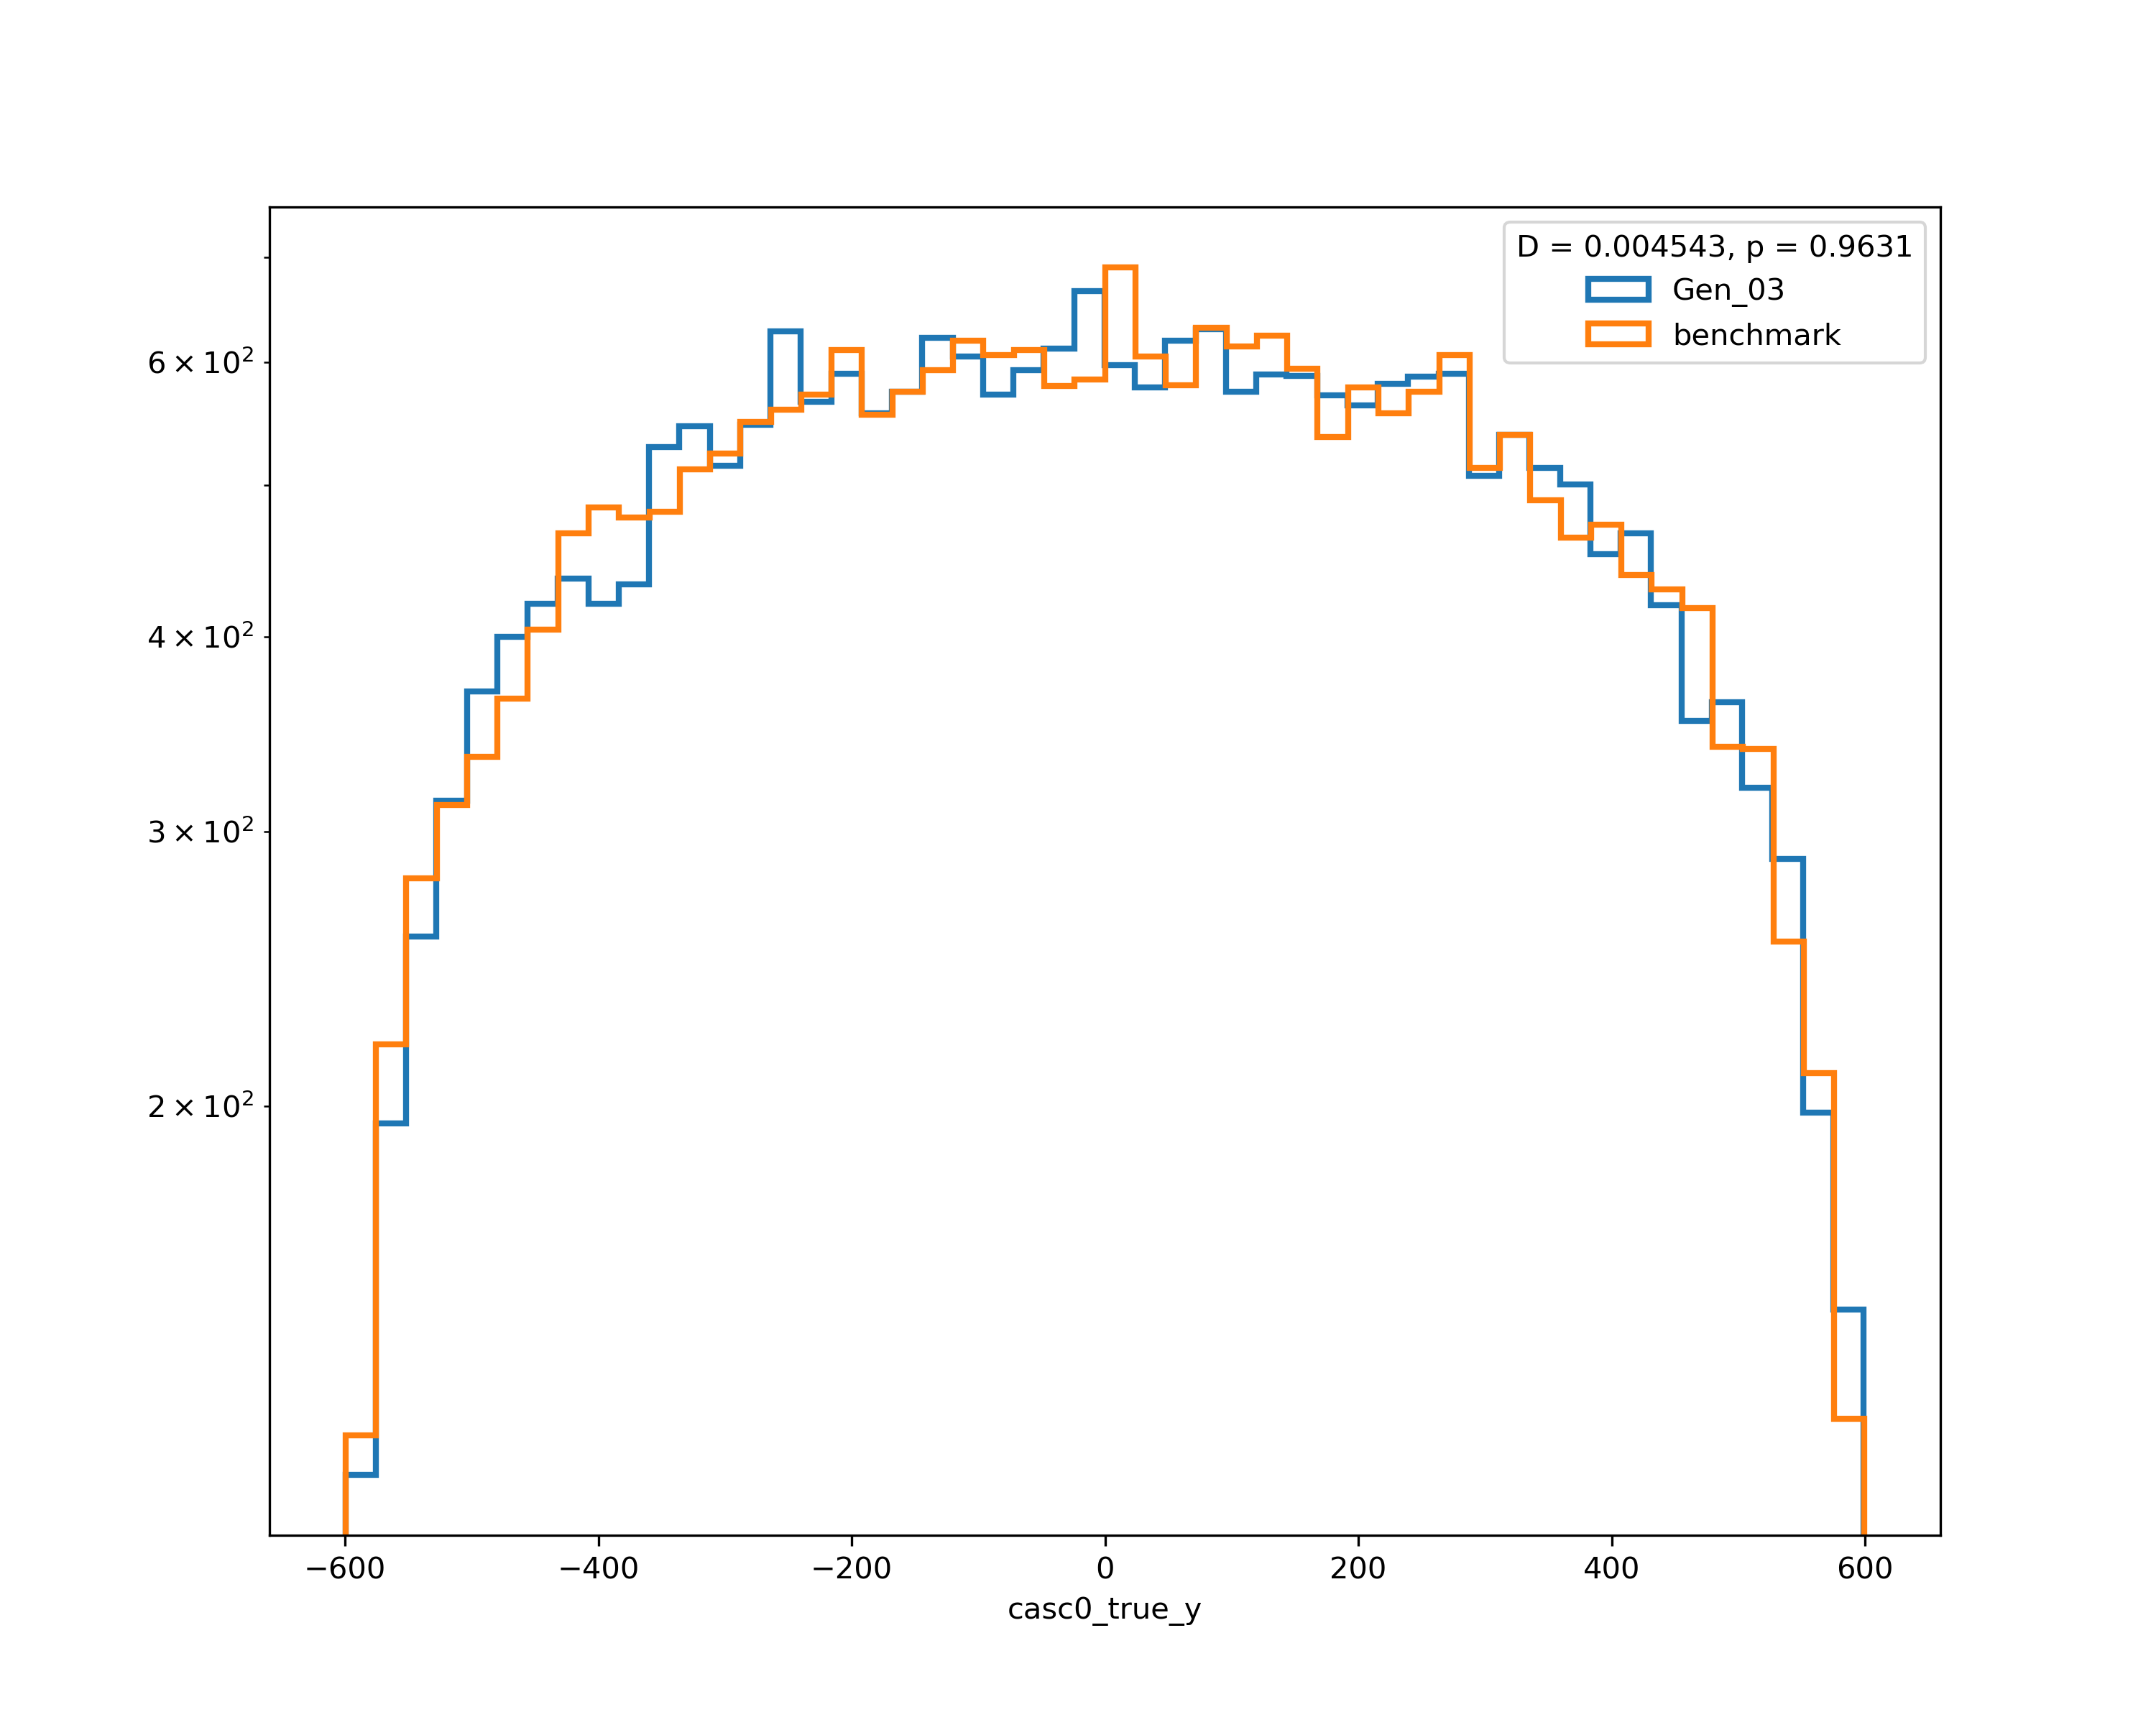 D = 0.004543, p = 0.9631
Gen_03
benchmark
6 × 10²
4 × 10²
3 × 10²
2 × 10²
−600 −400 −200 0 200 400 600
casc0_true_y